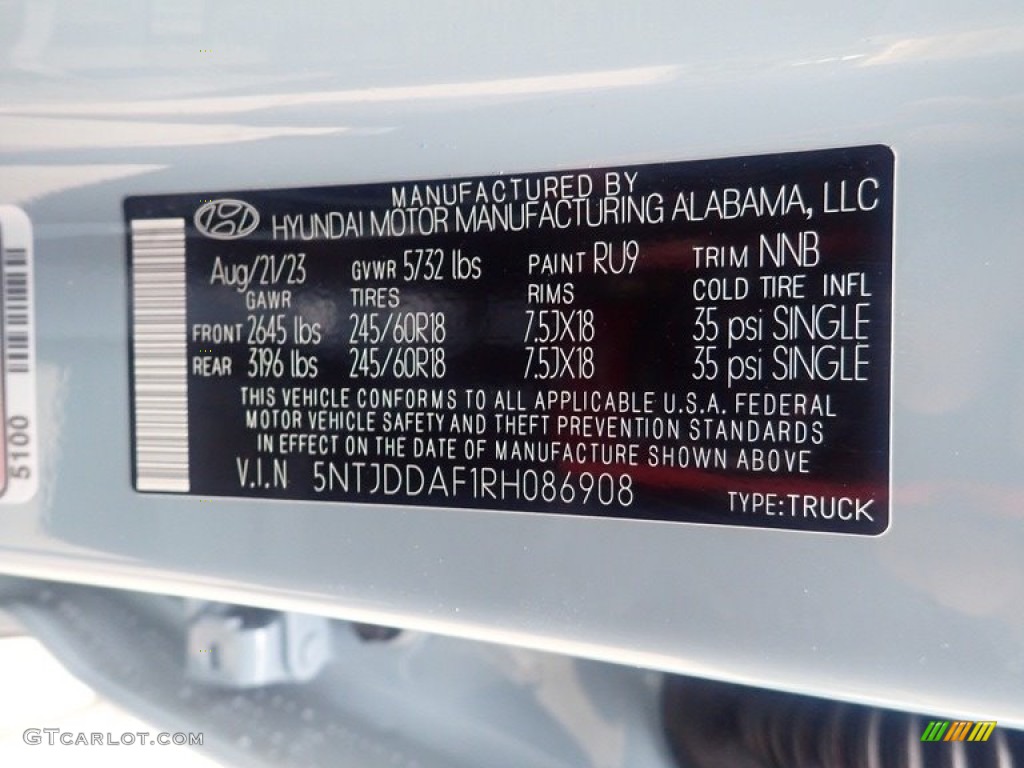 MANUFACTURED BY
HYUNDAI MOTOR MANUFACTURING ALABAMA, LLC
Aug/21/23 GVWR 5732 lbs PAINT RU9 TRIM NNB
GAWR TIRES RIMS COLD TIRE INFL
FRONT 2645 lbs 245/60R18 7.5JX18 35 psi SINGLE
REAR 3196 lbs 245/60R18 7.5JX18 35 psi SINGLE
THIS VEHICLE CONFORMS TO ALL APPLICABLE U.S.A. FEDERAL
MOTOR VEHICLE SAFETY AND THEFT PREVENTION STANDARDS
IN EFFECT ON THE DATE OF MANUFACTURE SHOWN ABOVE
V.I.N 5NTJDDAF1RH086908 TYPE:TRUCK
5100
GTCARLOT.COM